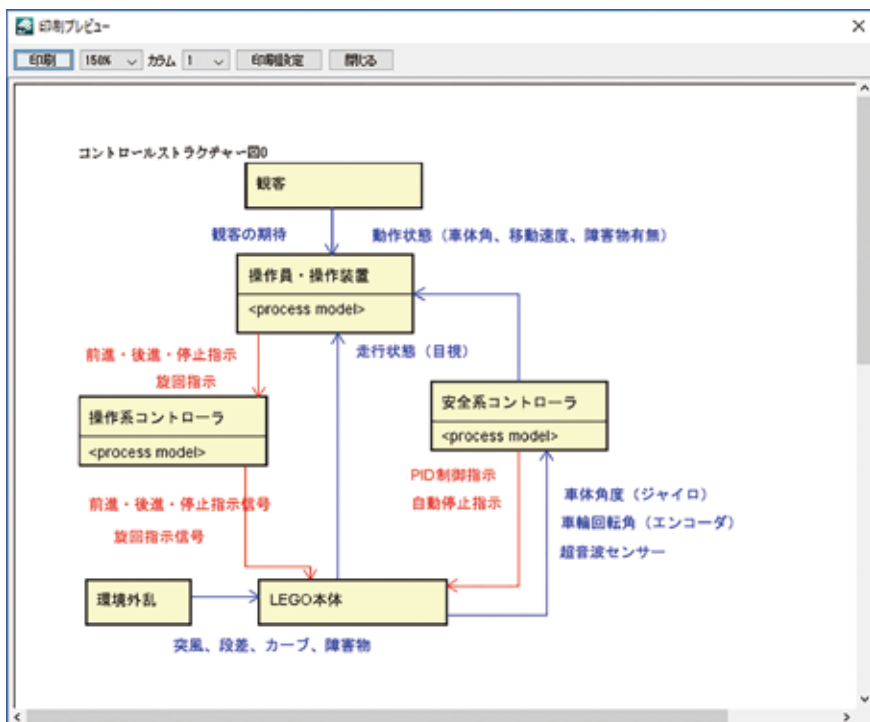 印刷プレビュー
印刷 150% カラム 1 印刷設定 閉じる
コントロールストラクチャー図0
観客
観客の期待
動作状態（車体角、移動速度、障害物有無）
操作員・操作装置
<process model>
前進・後進・停止指示
旋回指示
走行状態（目視）
操作系コントローラ
<process model>
安全系コントローラ
<process model>
PID制御指示
自動停止指示
車体角度（ジャイロ）
車輪回転角（エンコーダ）
超音波センサー
前進・後進・停止指示信号
旋回指示信号
環境外乱
LEGO本体
突風、段差、カーブ、障害物